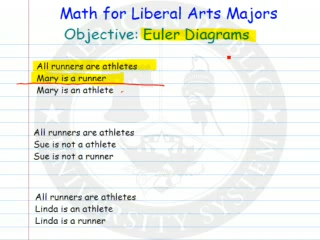 Math for Liberal Arts Majors
Objective: Euler Diagrams
All runners are athletes
Mary is a runner
Mary is an athlete
All runners are athletes
Sue is not a athlete
Sue is not a runner
All runners are athletes
Linda is an athlete
Linda is a runner
UNIVERSITY SYSTEM